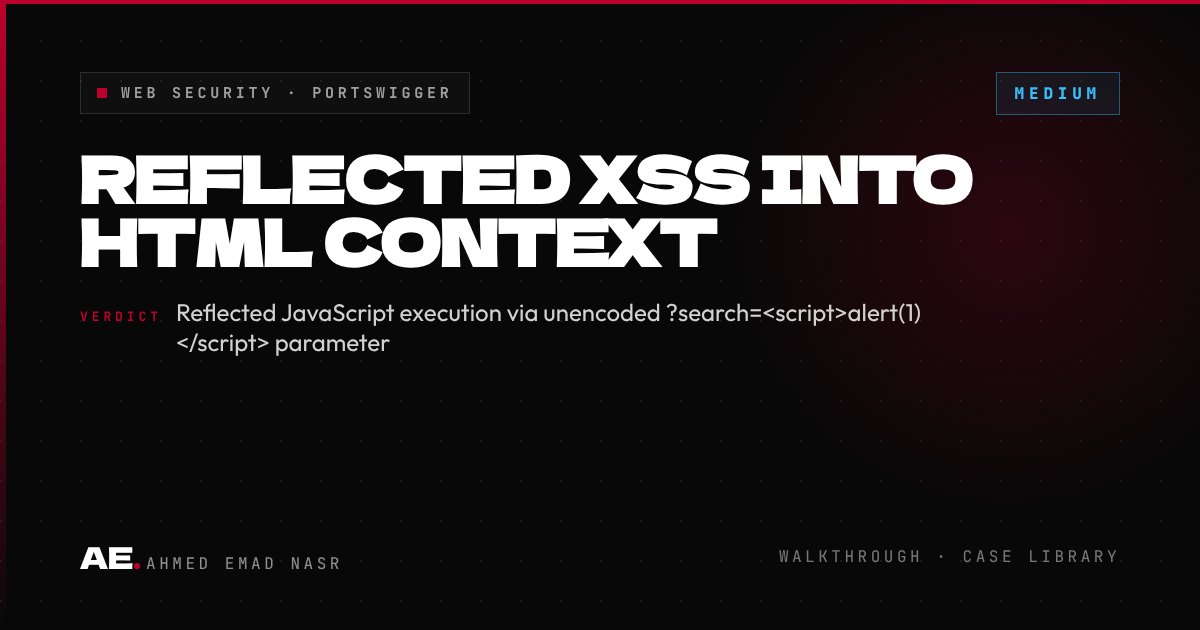 WEB SECURITY · PORTSWIGGER
MEDIUM
REFLECTED XSS INTO
HTML CONTEXT
VERDICT Reflected JavaScript execution via unencoded ?search=<script>alert(1)
</script> parameter
AE. AHMED EMAD NASR
WALKTHROUGH · CASE LIBRARY